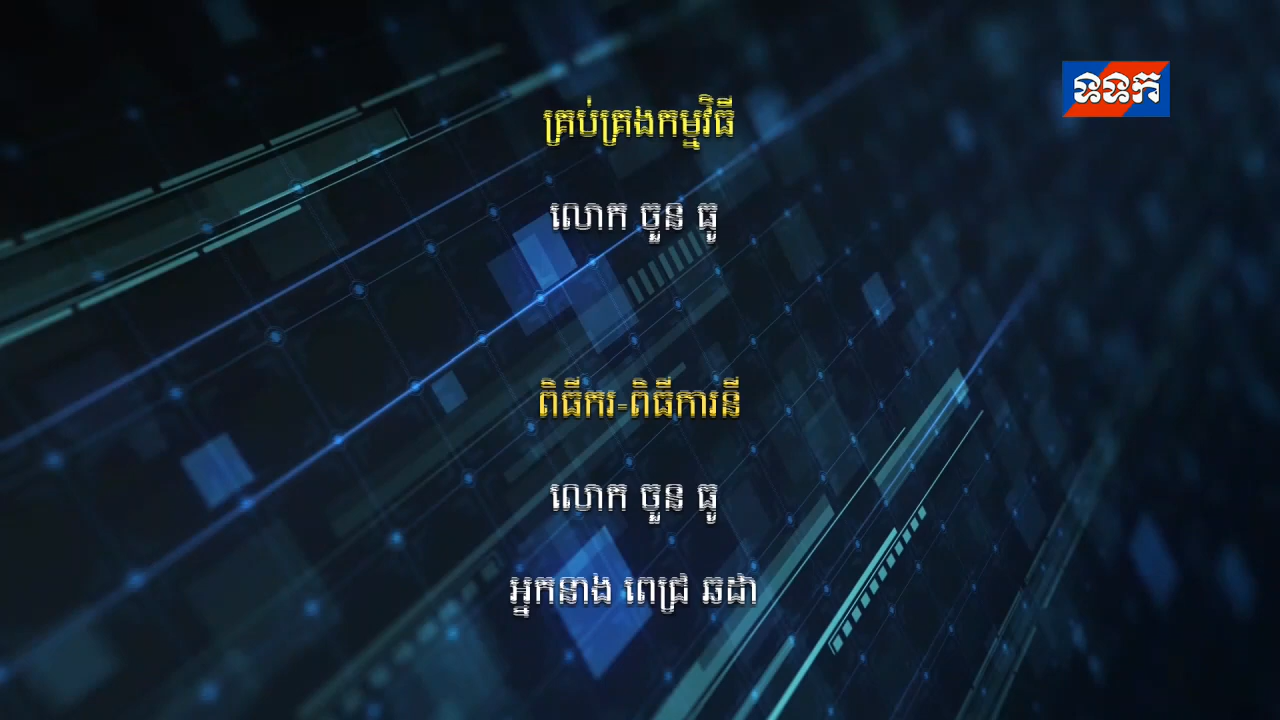 ទទក
គ្រប់គ្រងកម្មវិធី
លោក ចួន ធូ
ពិធីករ-ពិធីការនី
លោក ចួន ធូ
អ្នកនាង ពេជ្រ ឆដា